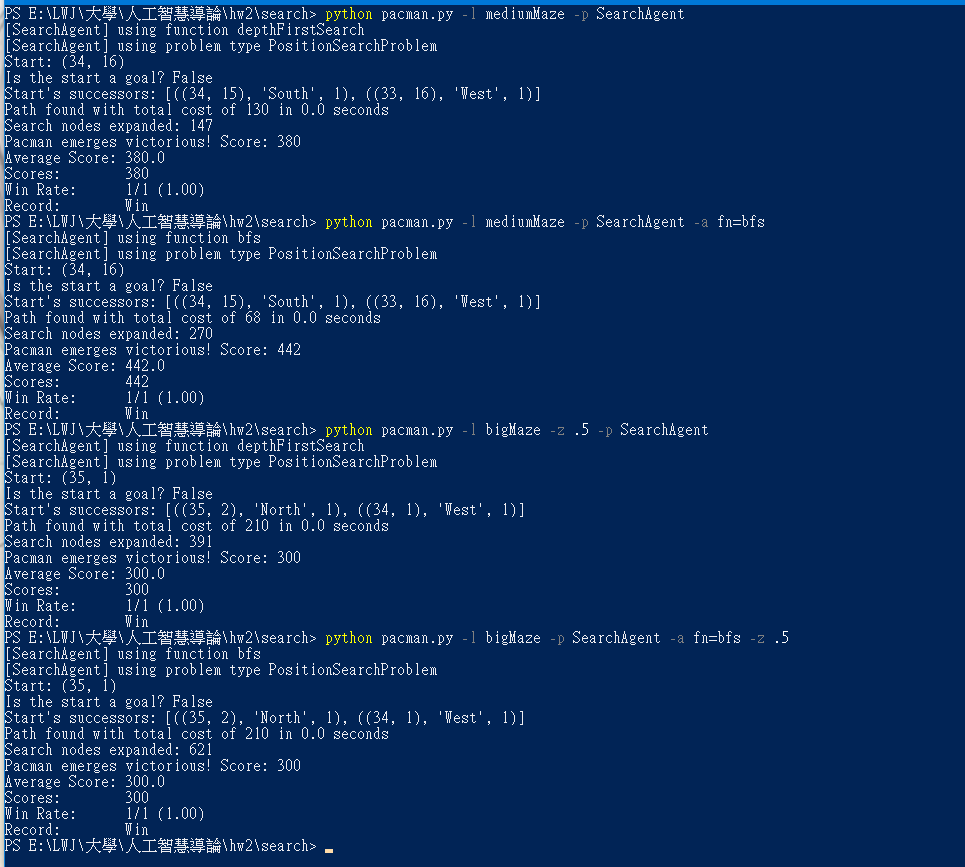 PS E:\LWJ\大學\人工智慧導論\hw2\search> python pacman.py -l mediumMaze -p SearchAgent
[SearchAgent] using function depthFirstSearch
[SearchAgent] using problem type PositionSearchProblem
Start: (34, 16)
Is the start a goal? False
Start's successors: [((34, 15), 'South', 1), ((33, 16), 'West', 1)]
Path found with total cost of 130 in 0.0 seconds
Search nodes expanded: 147
Pacman emerges victorious! Score: 380
Average Score: 380.0
Scores:        380
Win Rate:      1/1 (1.00)
Record:        Win
PS E:\LWJ\大學\人工智慧導論\hw2\search> python pacman.py -l mediumMaze -p SearchAgent -a fn=bfs
[SearchAgent] using function bfs
[SearchAgent] using problem type PositionSearchProblem
Start: (34, 16)
Is the start a goal? False
Start's successors: [((34, 15), 'South', 1), ((33, 16), 'West', 1)]
Path found with total cost of 68 in 0.0 seconds
Search nodes expanded: 270
Pacman emerges victorious! Score: 442
Average Score: 442.0
Scores:        442
Win Rate:      1/1 (1.00)
Record:        Win
PS E:\LWJ\大學\人工智慧導論\hw2\search> python pacman.py -l bigMaze -z .5 -p SearchAgent
[SearchAgent] using function depthFirstSearch
[SearchAgent] using problem type PositionSearchProblem
Start: (35, 1)
Is the start a goal? False
Start's successors: [((35, 2), 'North', 1), ((34, 1), 'West', 1)]
Path found with total cost of 210 in 0.0 seconds
Search nodes expanded: 391
Pacman emerges victorious! Score: 300
Average Score: 300.0
Scores:        300
Win Rate:      1/1 (1.00)
Record:        Win
PS E:\LWJ\大學\人工智慧導論\hw2\search> python pacman.py -l bigMaze -p SearchAgent -a fn=bfs -z .5
[SearchAgent] using function bfs
[SearchAgent] using problem type PositionSearchProblem
Start: (35, 1)
Is the start a goal? False
Start's successors: [((35, 2), 'North', 1), ((34, 1), 'West', 1)]
Path found with total cost of 210 in 0.0 seconds
Search nodes expanded: 621
Pacman emerges victorious! Score: 300
Average Score: 300.0
Scores:        300
Win Rate:      1/1 (1.00)
Record:        Win
PS E:\LWJ\大學\人工智慧導論\hw2\search>